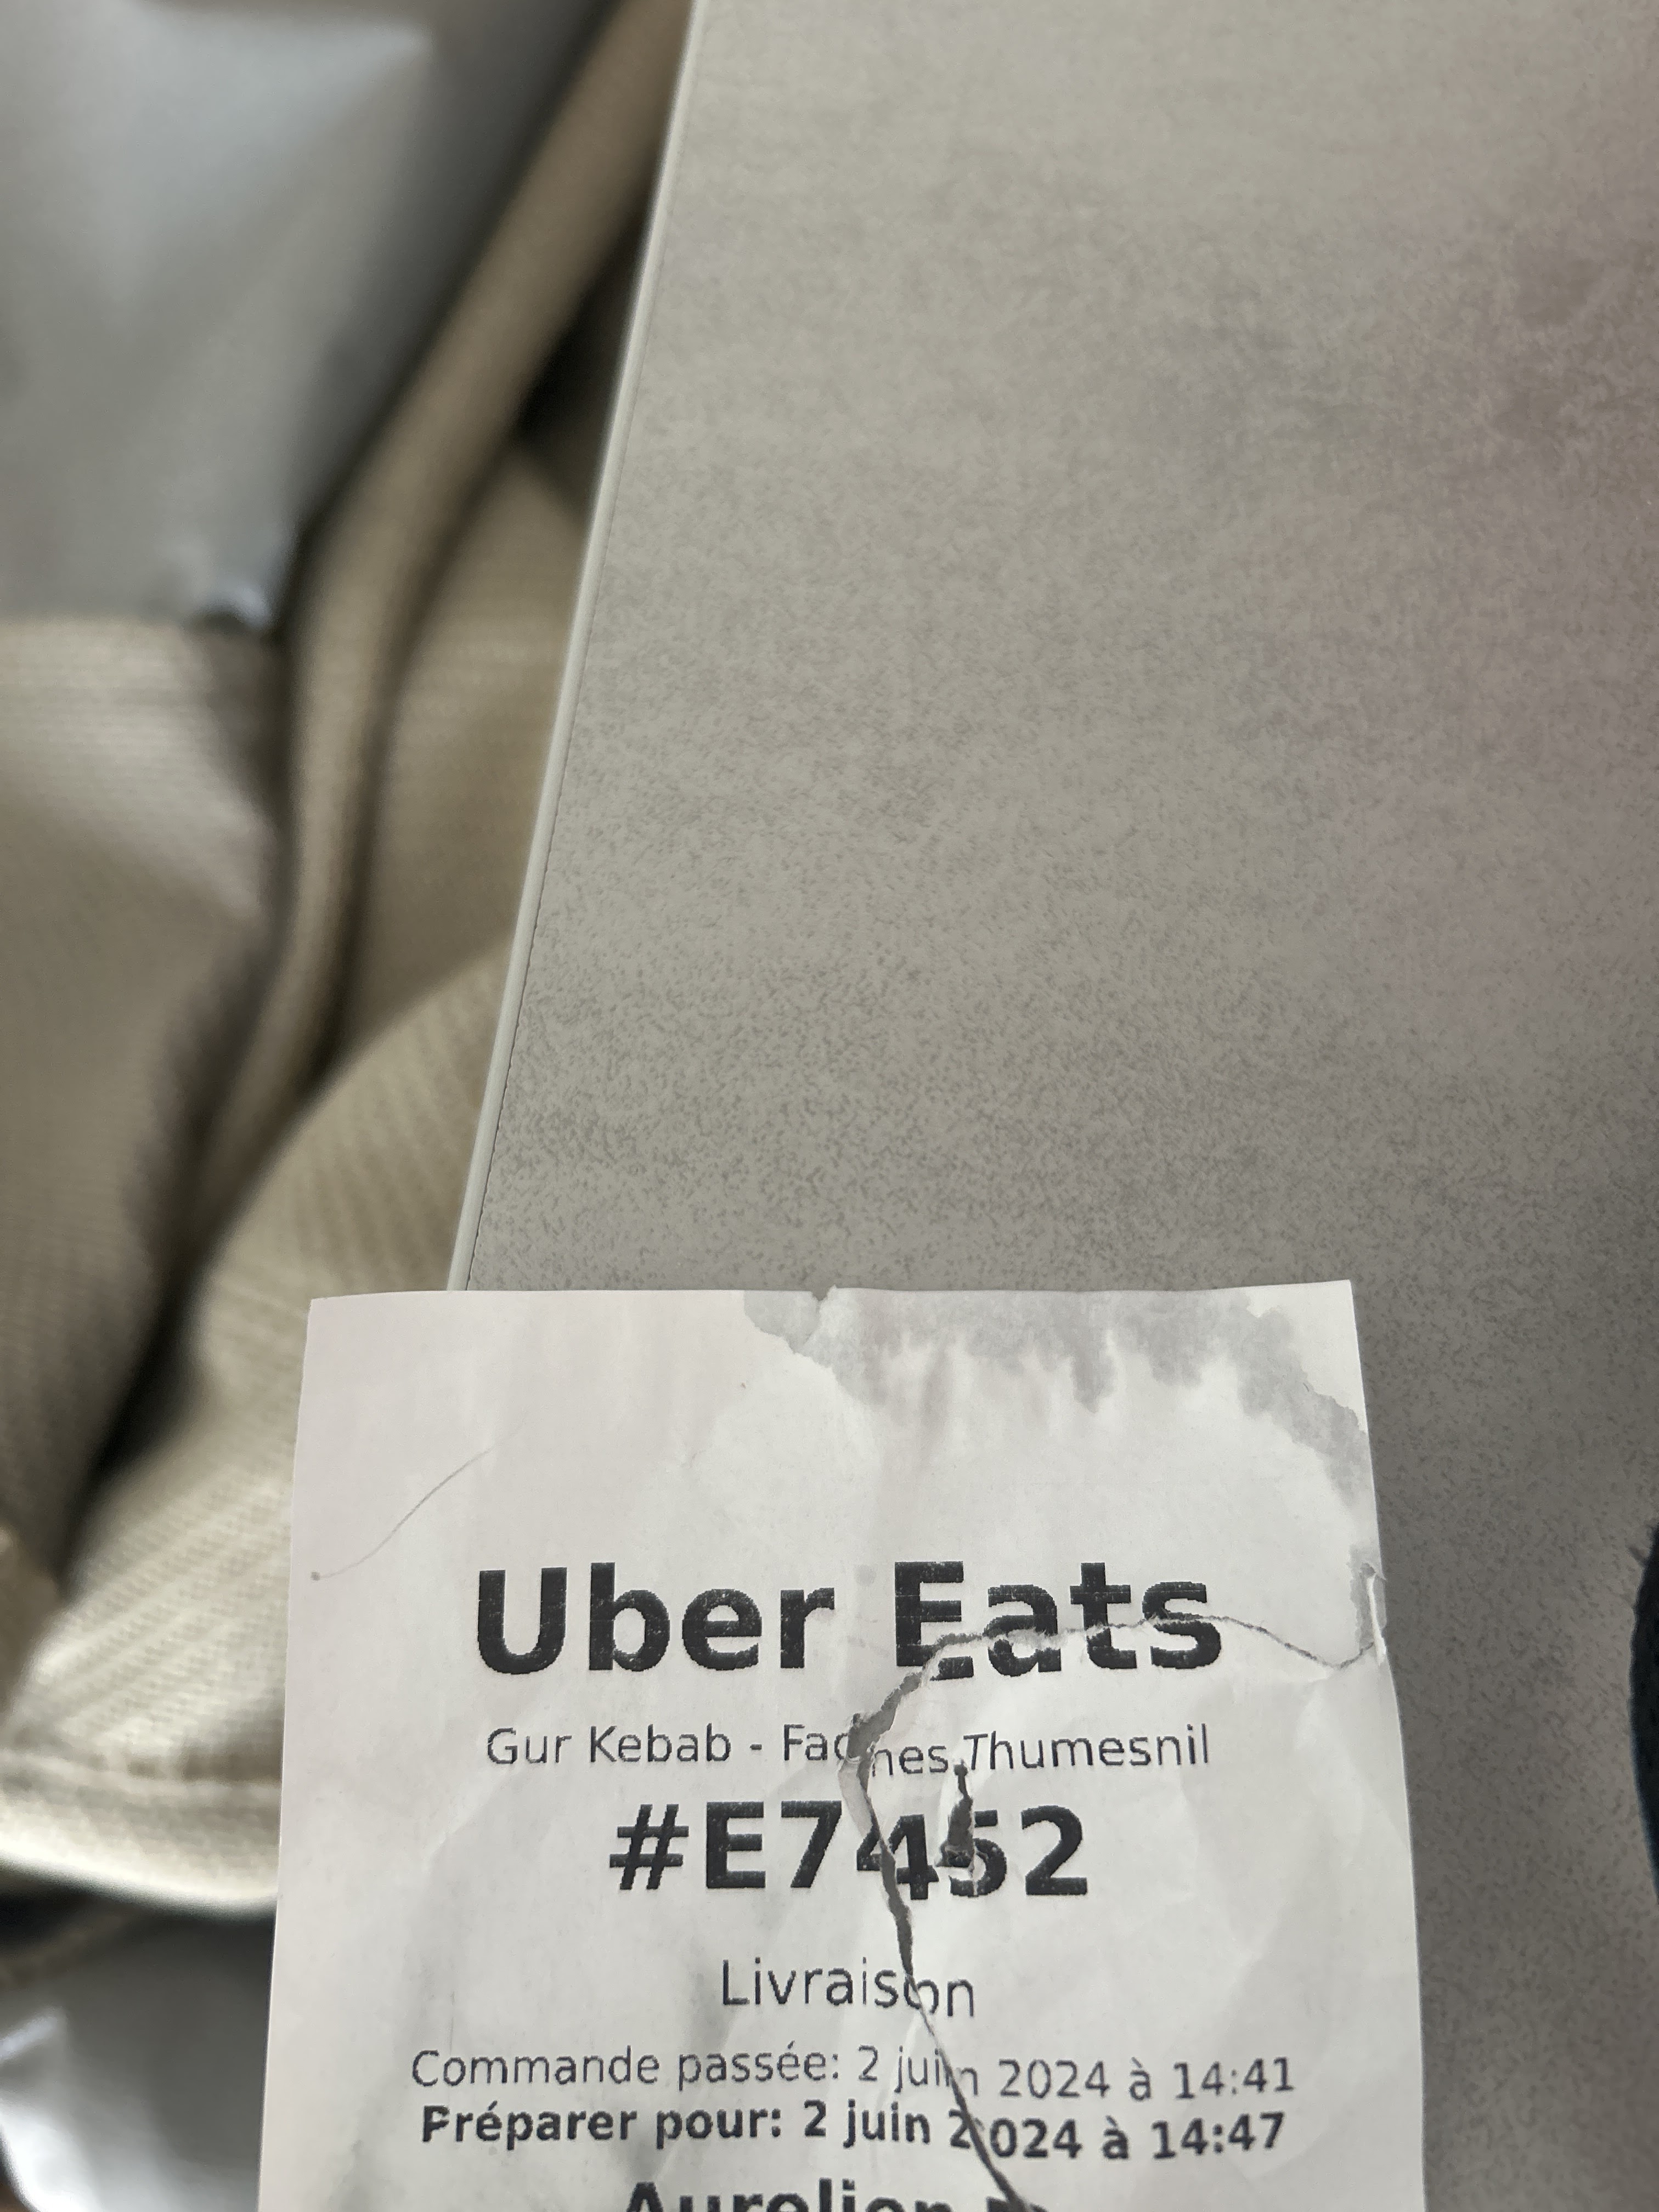 Uber Eats
Gur Kebab - Faches Thumesnil
#E7452
Livraison
Commande passée: 2 juin 2024 à 14:41
Préparer pour: 2 juin 2024 à 14:47
Aurelien